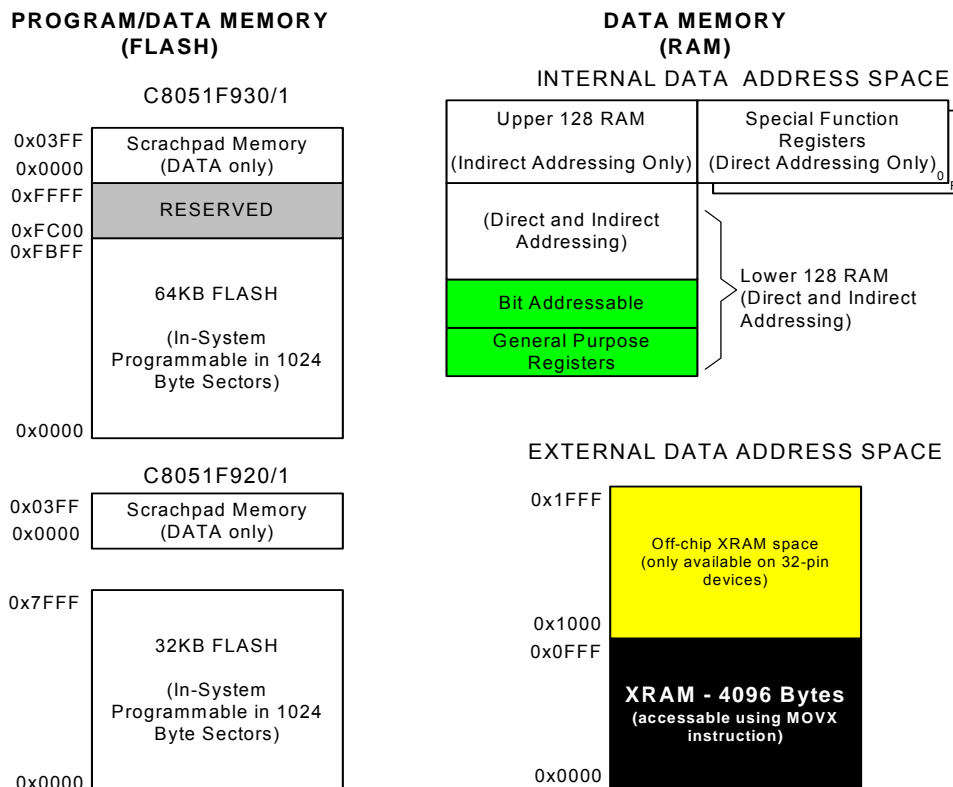 PROGRAM/DATA MEMORY
(FLASH)
C8051F930/1
0x03FF
Scrachpad Memory
(DATA only)
0x0000
0xFFFF
RESERVED
0xFC00
0xFBFF
64KB FLASH
(In-System
Programmable in 1024
Byte Sectors)
0x0000
C8051F920/1
0x03FF
Scrachpad Memory
(DATA only)
0x0000
0x7FFF
32KB FLASH
(In-System
Programmable in 1024
Byte Sectors)
0x0000
DATA MEMORY
(RAM)
INTERNAL DATA ADDRESS SPACE
Upper 128 RAM
(Indirect Addressing Only)
Special Function
Registers
(Direct Addressing Only)
0
(Direct and Indirect
Addressing)
Bit Addressable
General Purpose
Registers
Lower 128 RAM
(Direct and Indirect
Addressing)
EXTERNAL DATA ADDRESS SPACE
0x1FFF
Off-chip XRAM space
(only available on 32-pin
devices)
0x1000
0x0FFF
XRAM - 4096 Bytes
(accessable using MOVX
instruction)
0x0000